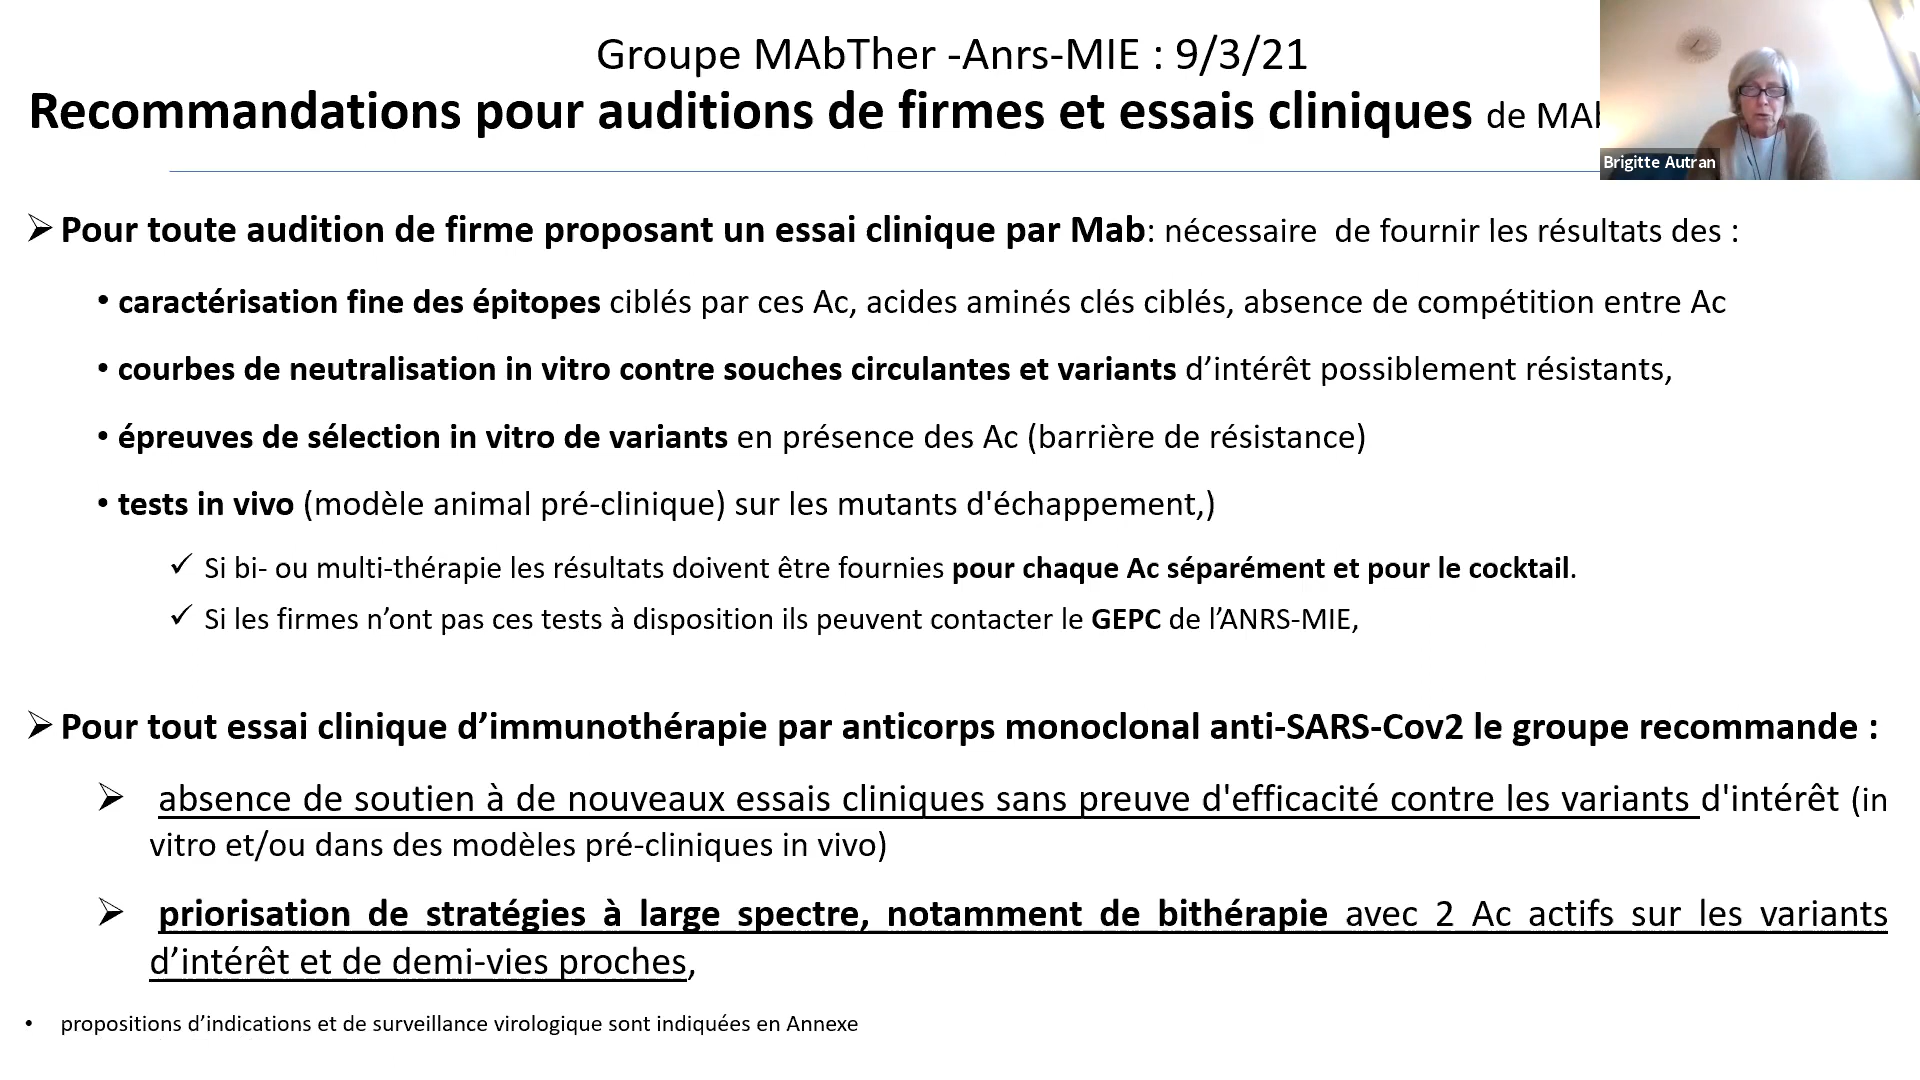 Groupe MAbTher -Anrs-MIE : 9/3/21
Recommandations pour auditions de firmes et essais cliniques de
Brigitte Autran
➢ Pour toute audition de firme proposant un essai clinique par Mab: nécessaire de fournir les résultats des :
• caractérisation fine des épitopes ciblés par ces Ac, acides aminés clés ciblés, absence de compétition entre Ac
• courbes de neutralisation in vitro contre souches circulantes et variants d’intérêt possiblement résistants,
• épreuves de sélection in vitro de variants en présence des Ac (barrière de résistance)
• tests in vivo (modèle animal pré-clinique) sur les mutants d'échappement,)
✓ Si bi- ou multi-thérapie les résultats doivent être fournies pour chaque Ac séparément et pour le cocktail.
✓ Si les firmes n’ont pas ces tests à disposition ils peuvent contacter le GEPC de l’ANRS-MIE,
➢ Pour tout essai clinique d’immunothérapie par anticorps monoclonal anti-SARS-Cov2 le groupe recommande :
➢ absence de soutien à de nouveaux essais cliniques sans preuve d'efficacité contre les variants d'intérêt (in
vitro et/ou dans des modèles pré-cliniques in vivo)
➢ priorisation de stratégies à large spectre, notamment de bithérapie avec 2 Ac actifs sur les variants
d’intérêt et de demi-vies proches,
• propositions d’indications et de surveillance virologique sont indiquées en Annexe